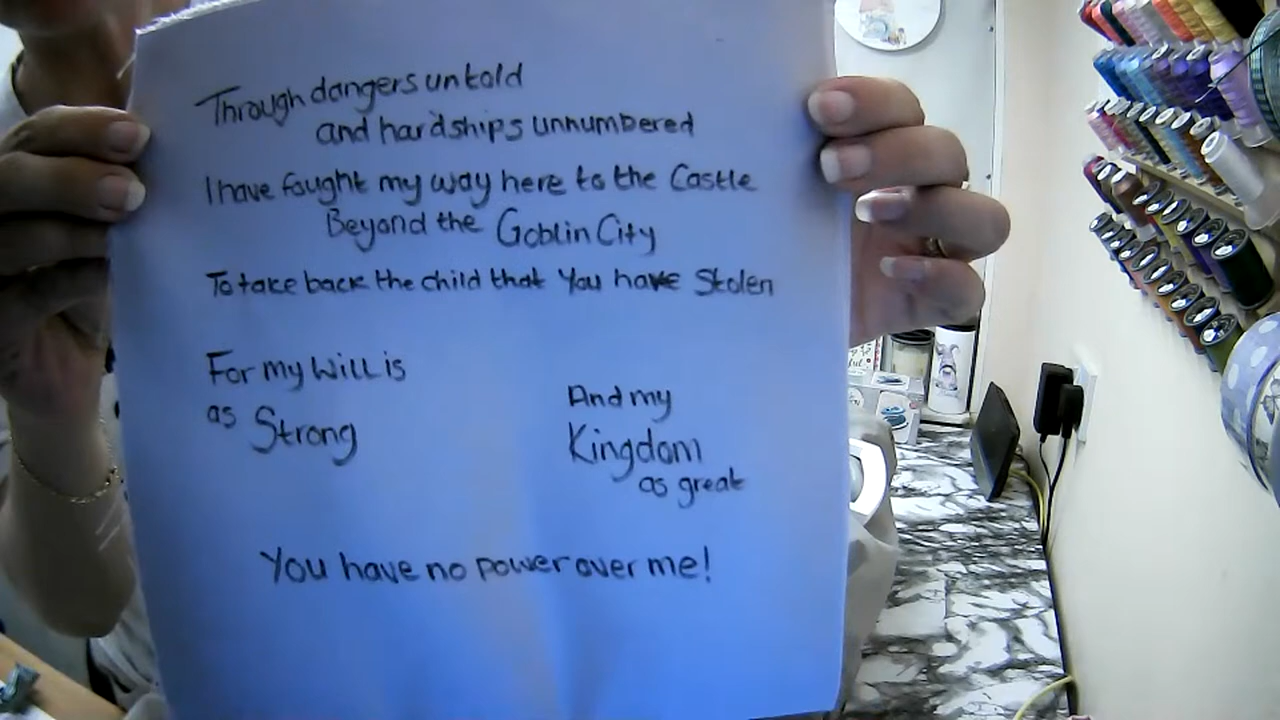 Through dangers untold
and hardships unnumbered
I have fought my way here to the Castle
Beyond the Goblin City
To take back the child that You have Stolen
For my Will is
as Strong
And my
Kingdom
as great
You have no power over me!